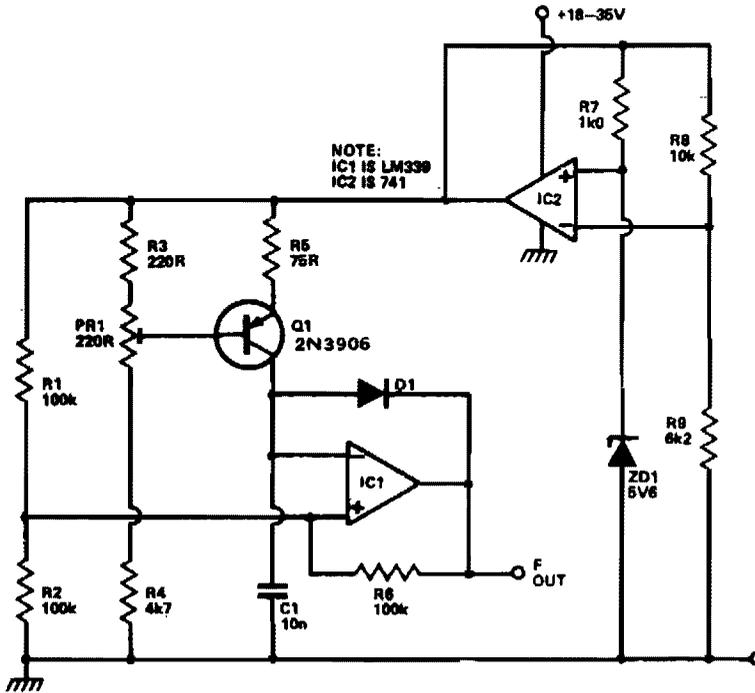 +18-35V
R7
1k0
R8
10k
NOTE:
IC1 IS LM339
IC2 IS 741
+
IC2
−
R3
220R
R5
75R
PR1
220R
Q1
2N3906
D1
R1
100k
−
IC1
+
R9
6k2
ZD1
5V6
R2
100k
R4
4k7
C1
10n
R6
100k
F
OUT